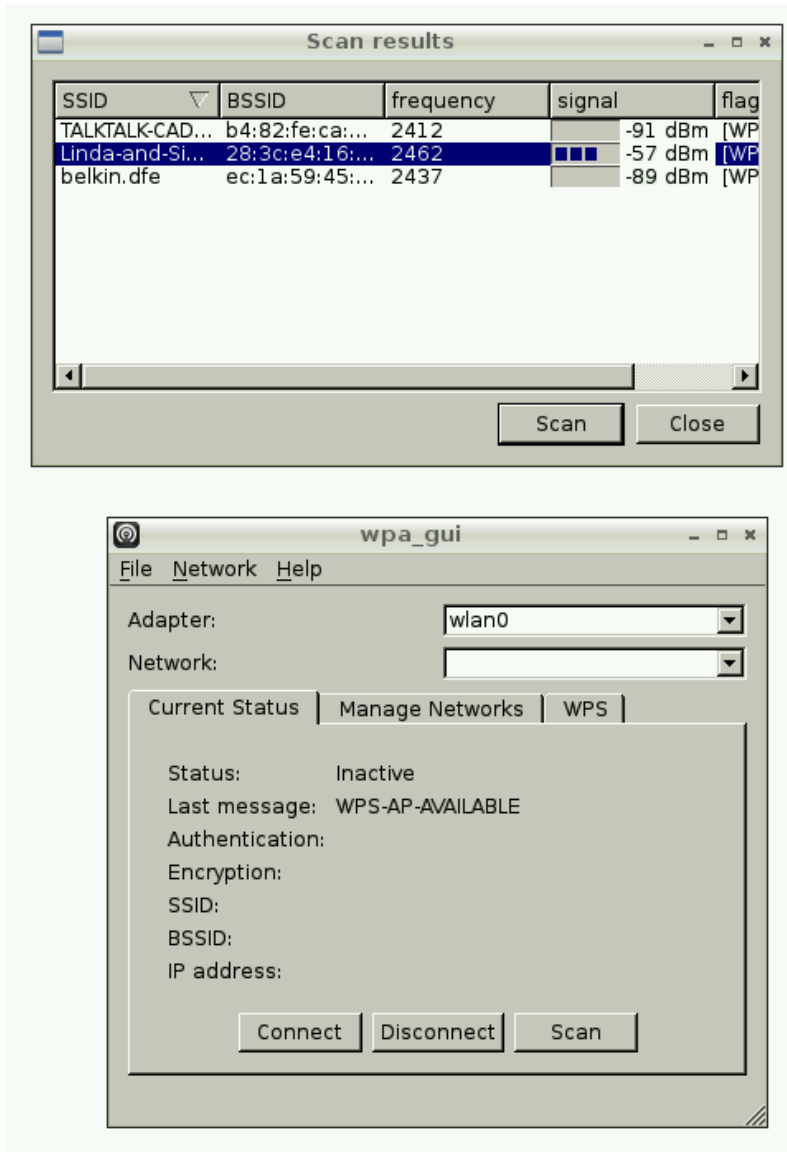 Scan results
SSID BSSID frequency signal flag
TALKTALK-CAD... b4:82:fe:ca:... 2412 -91 dBm [WP
Linda-and-Si... 28:3c:e4:16:... 2462 -57 dBm [WP
belkin.dfe ec:1a:59:45:... 2437 -89 dBm [WP
Scan Close
wpa_gui
File Network Help
Adapter: wlan0
Network:
Current Status Manage Networks WPS
Status: Inactive
Last message: WPS-AP-AVAILABLE
Authentication:
Encryption:
SSID:
BSSID:
IP address:
Connect Disconnect Scan